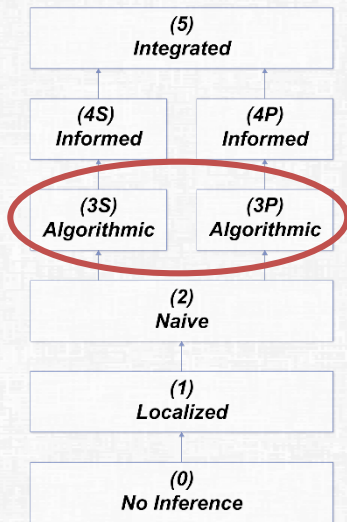 (5)
Integrated
(4S)
Informed
(4P)
Informed
(3S)
Algorithmic
(3P)
Algorithmic
(2)
Naive
(1)
Localized
(0)
No Inference